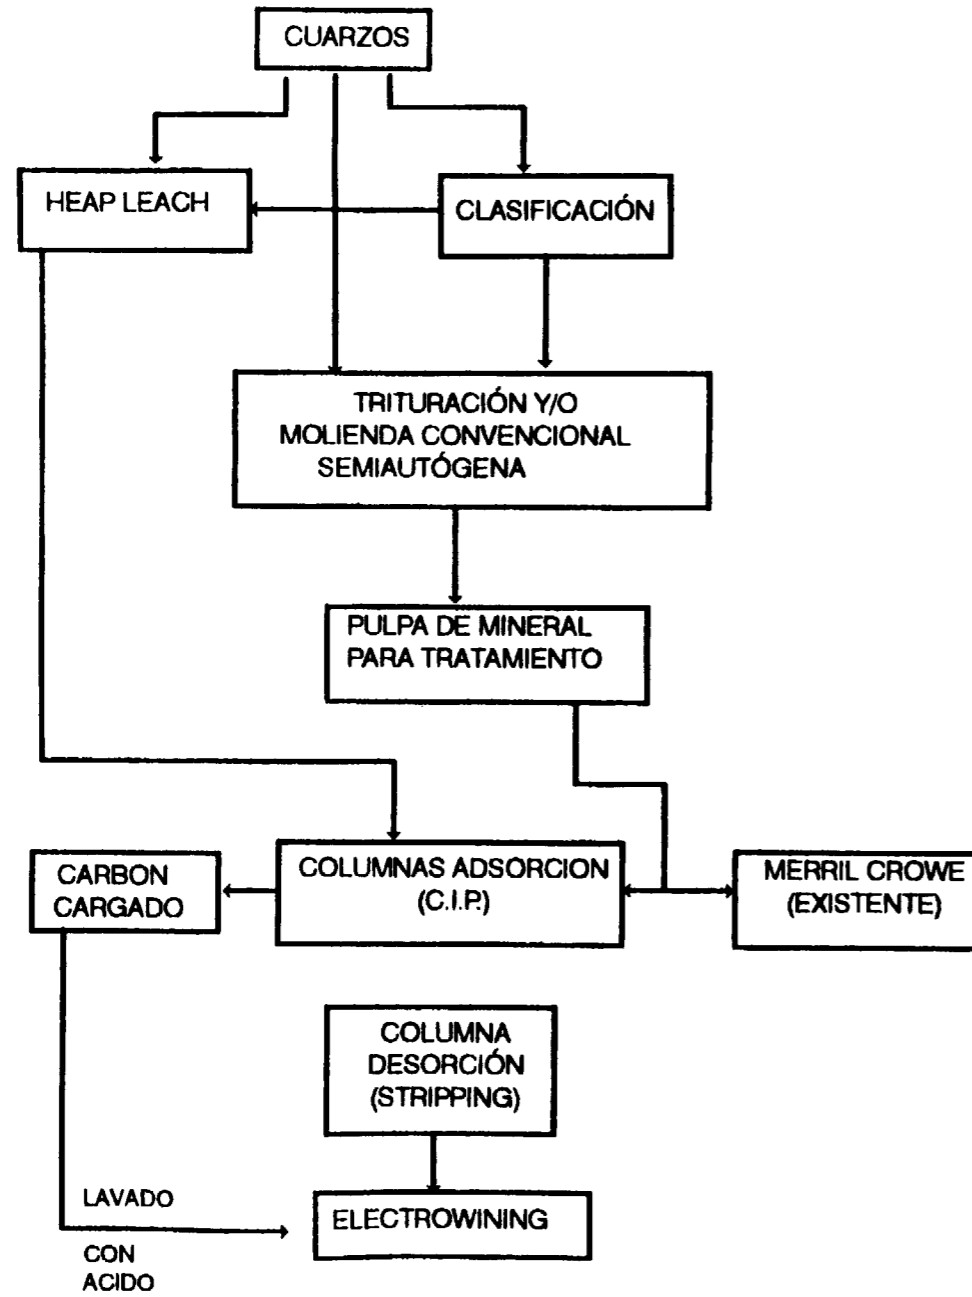 CUARZOS
HEAP LEACH
CLASIFICACIÓN
TRITURACIÓN Y/O
MOLIENDA CONVENCIONAL
SEMIAUTÓGENA
PULPA DE MINERAL
PARA TRATAMIENTO
CARBON
CARGADO
COLUMNAS ADSORCION
(C.I.P.)
MERRIL CROWE
(EXISTENTE)
COLUMNA
DESORCIÓN
(STRIPPING)
LAVADO
CON
ACIDO
ELECTROWINING